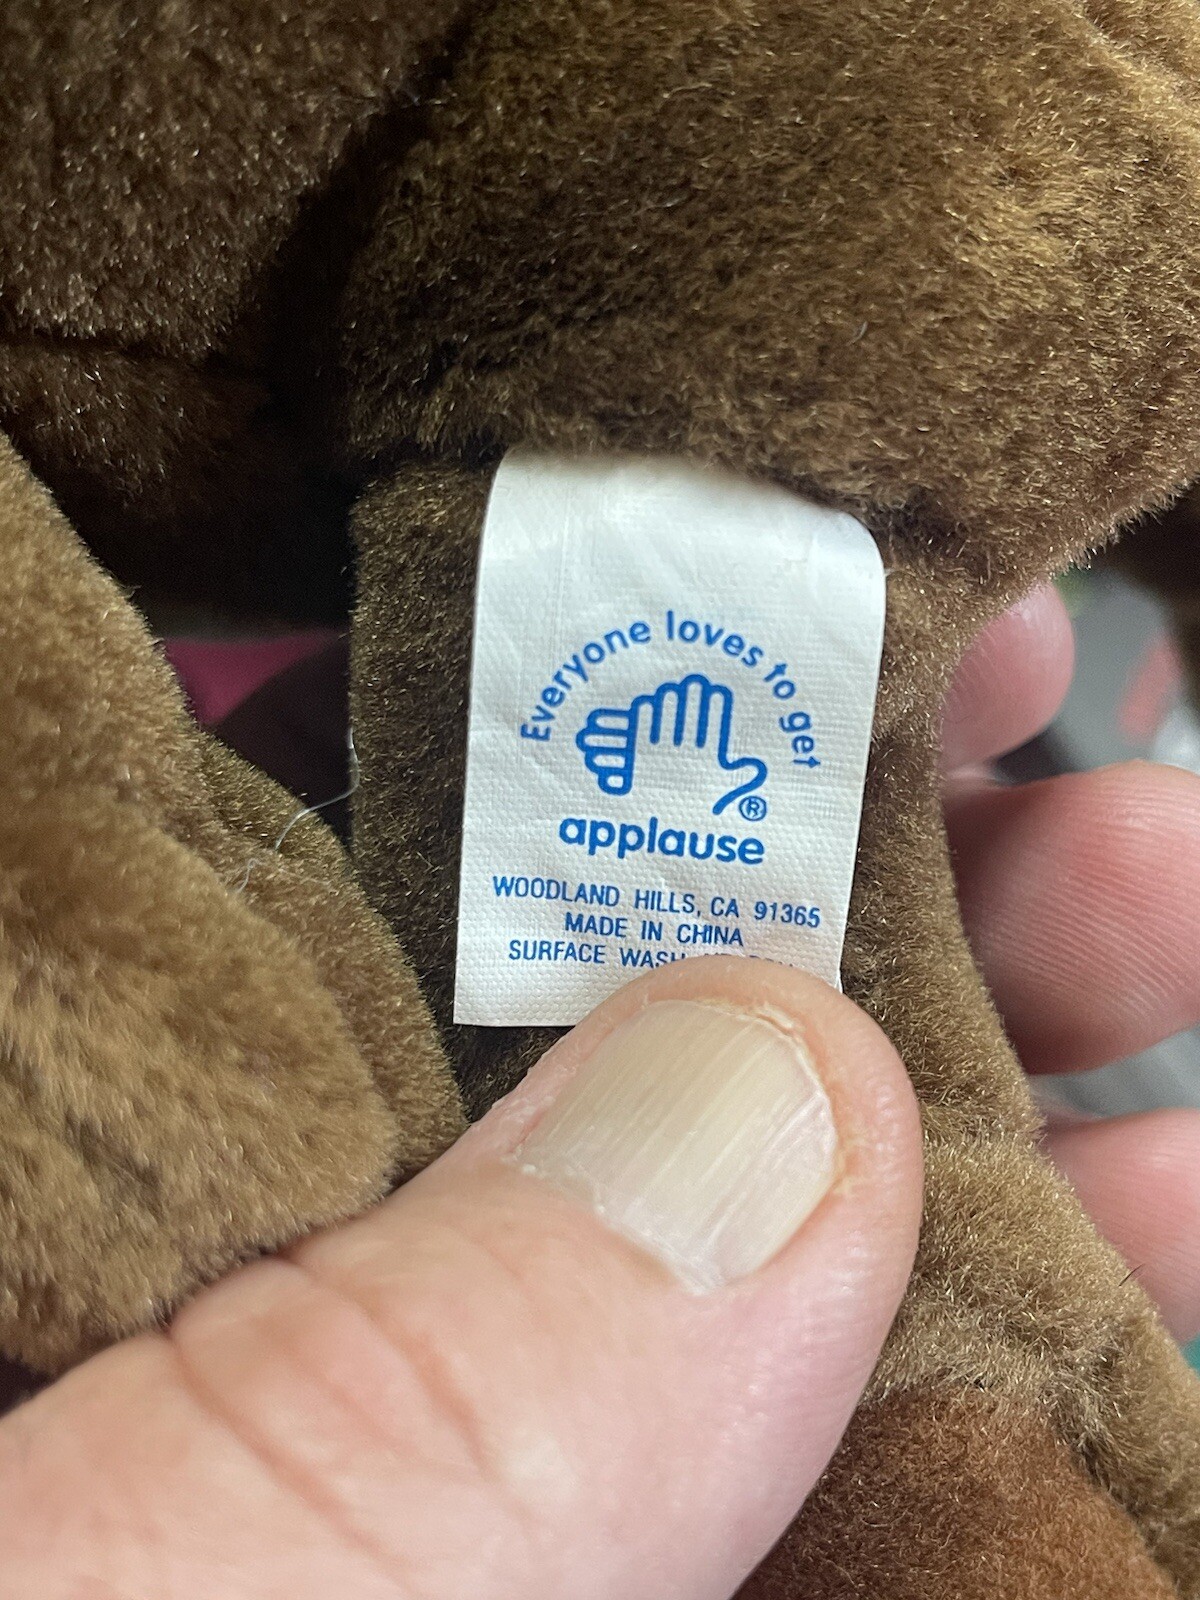 Everyone loves to get
®
applause
WOODLAND HILLS, CA 91365
MADE IN CHINA
SURFACE WASH